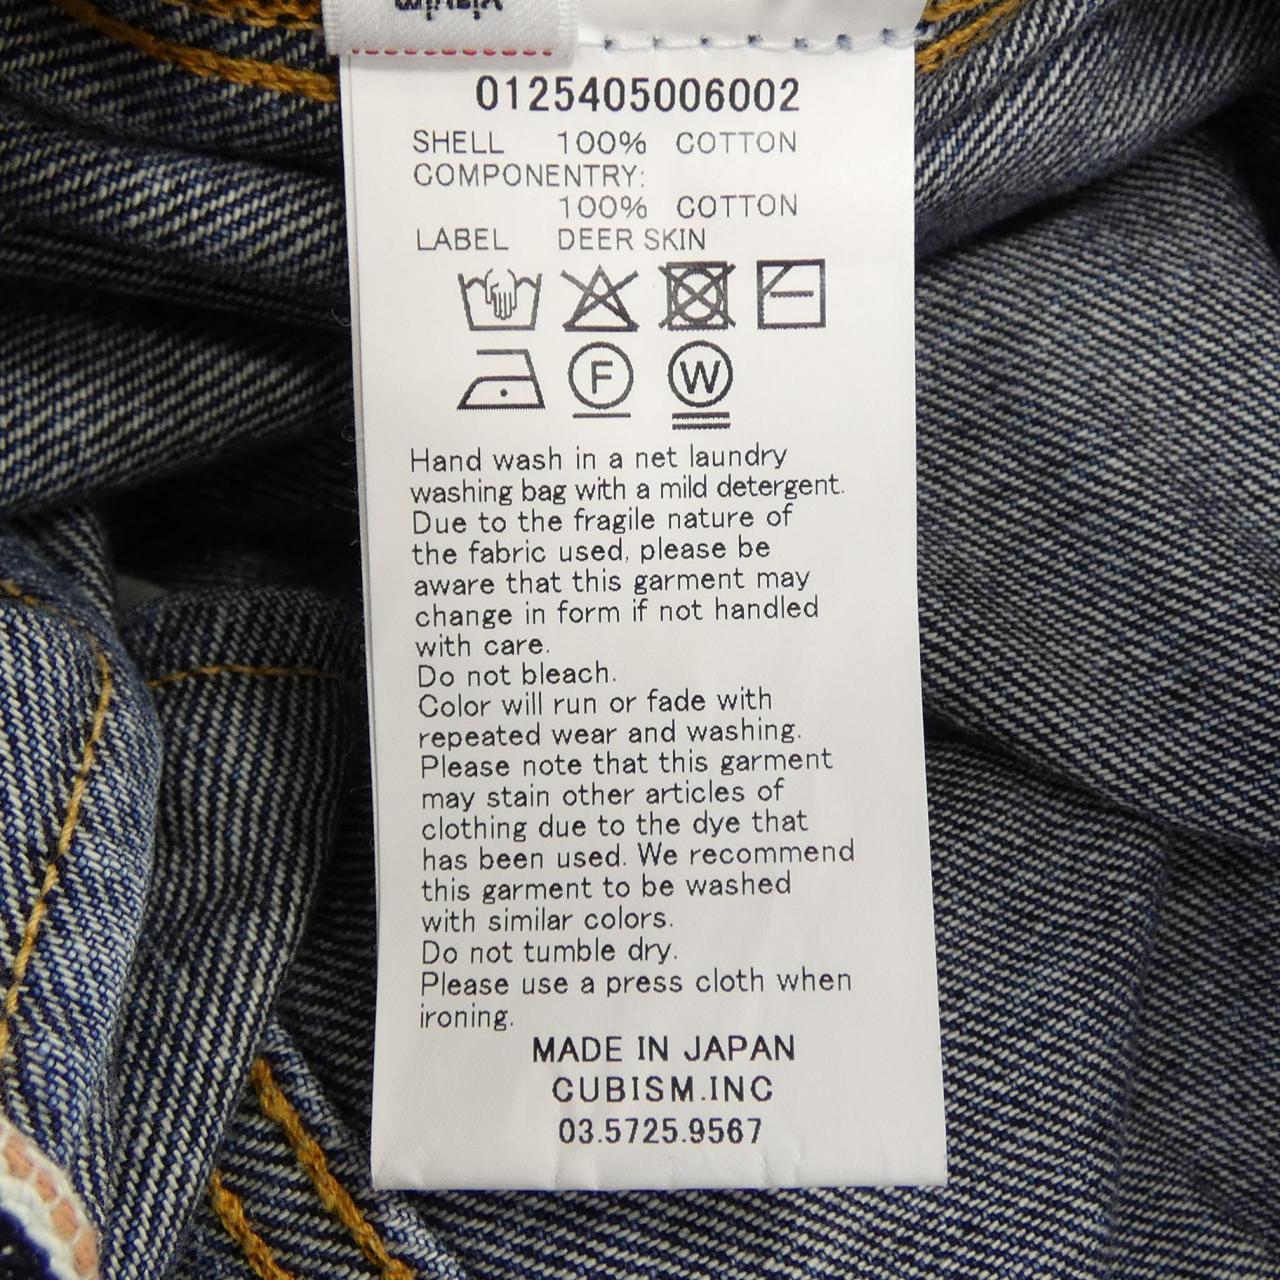 visvim
0125405006002
SHELL 100% COTTON
COMPONENTRY:
100% COTTON
LABEL DEER SKIN
F W
Hand wash in a net laundry
washing bag with a mild detergent.
Due to the fragile nature of
the fabric used, please be
aware that this garment may
change in form if not handled
with care.
Do not bleach.
Color will run or fade with
repeated wear and washing.
Please note that this garment
may stain other articles of
clothing due to the dye that
has been used. We recommend
this garment to be washed
with similar colors.
Do not tumble dry.
Please use a press cloth when
ironing.
MADE IN JAPAN
CUBISM.INC
03.5725.9567